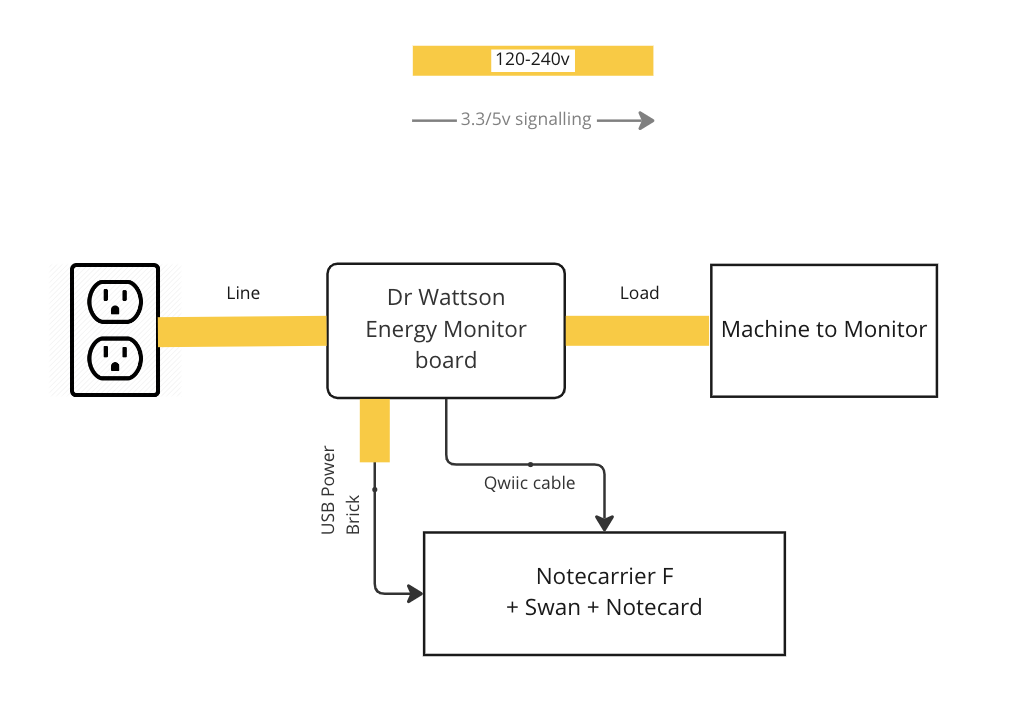 120-240v
3.3/5v signalling
Line
Dr Wattson
Energy Monitor
board
Load
Machine to Monitor
USB Power
Brick
Qwiic cable
Notecarrier F
+ Swan + Notecard